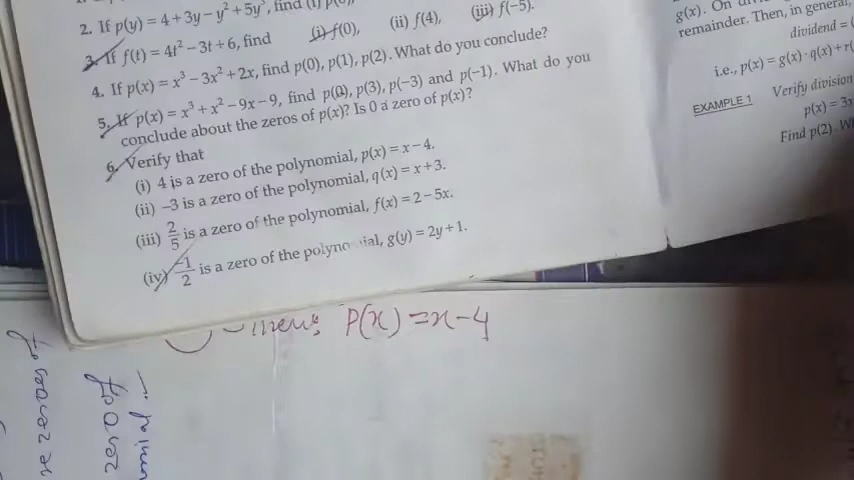 2. If p(y) = 4 + 3y − y² + 5y³, find (i) p(0),
3. If f(t) = 4t² − 3t + 6, find (i) f(0), (ii) f(4), (iii) f(−5).
4. If p(x) = x³ − 3x² + 2x, find p(0), p(1), p(2). What do you conclude?
5. If p(x) = x³ + x² − 9x − 9, find p(0), p(3), p(−3) and p(−1). What do you
conclude about the zeros of p(x)? Is 0 a zero of p(x)?
6. Verify that
(i) 4 is a zero of the polynomial, p(x) = x − 4.
(ii) −3 is a zero of the polynomial, q(x) = x + 3.
(iii) 2/5 is a zero of the polynomial, f(x) = 2 − 5x.
(iv) −1/2 is a zero of the polynomial, g(y) = 2y + 1.
g(x). On
remainder. Then, in general,
dividend = (
i.e., p(x) = g(x) · q(x) + r(
EXAMPLE 1 Verify division
p(x) = 3x
Find p(2). W
P(x) = x − 4